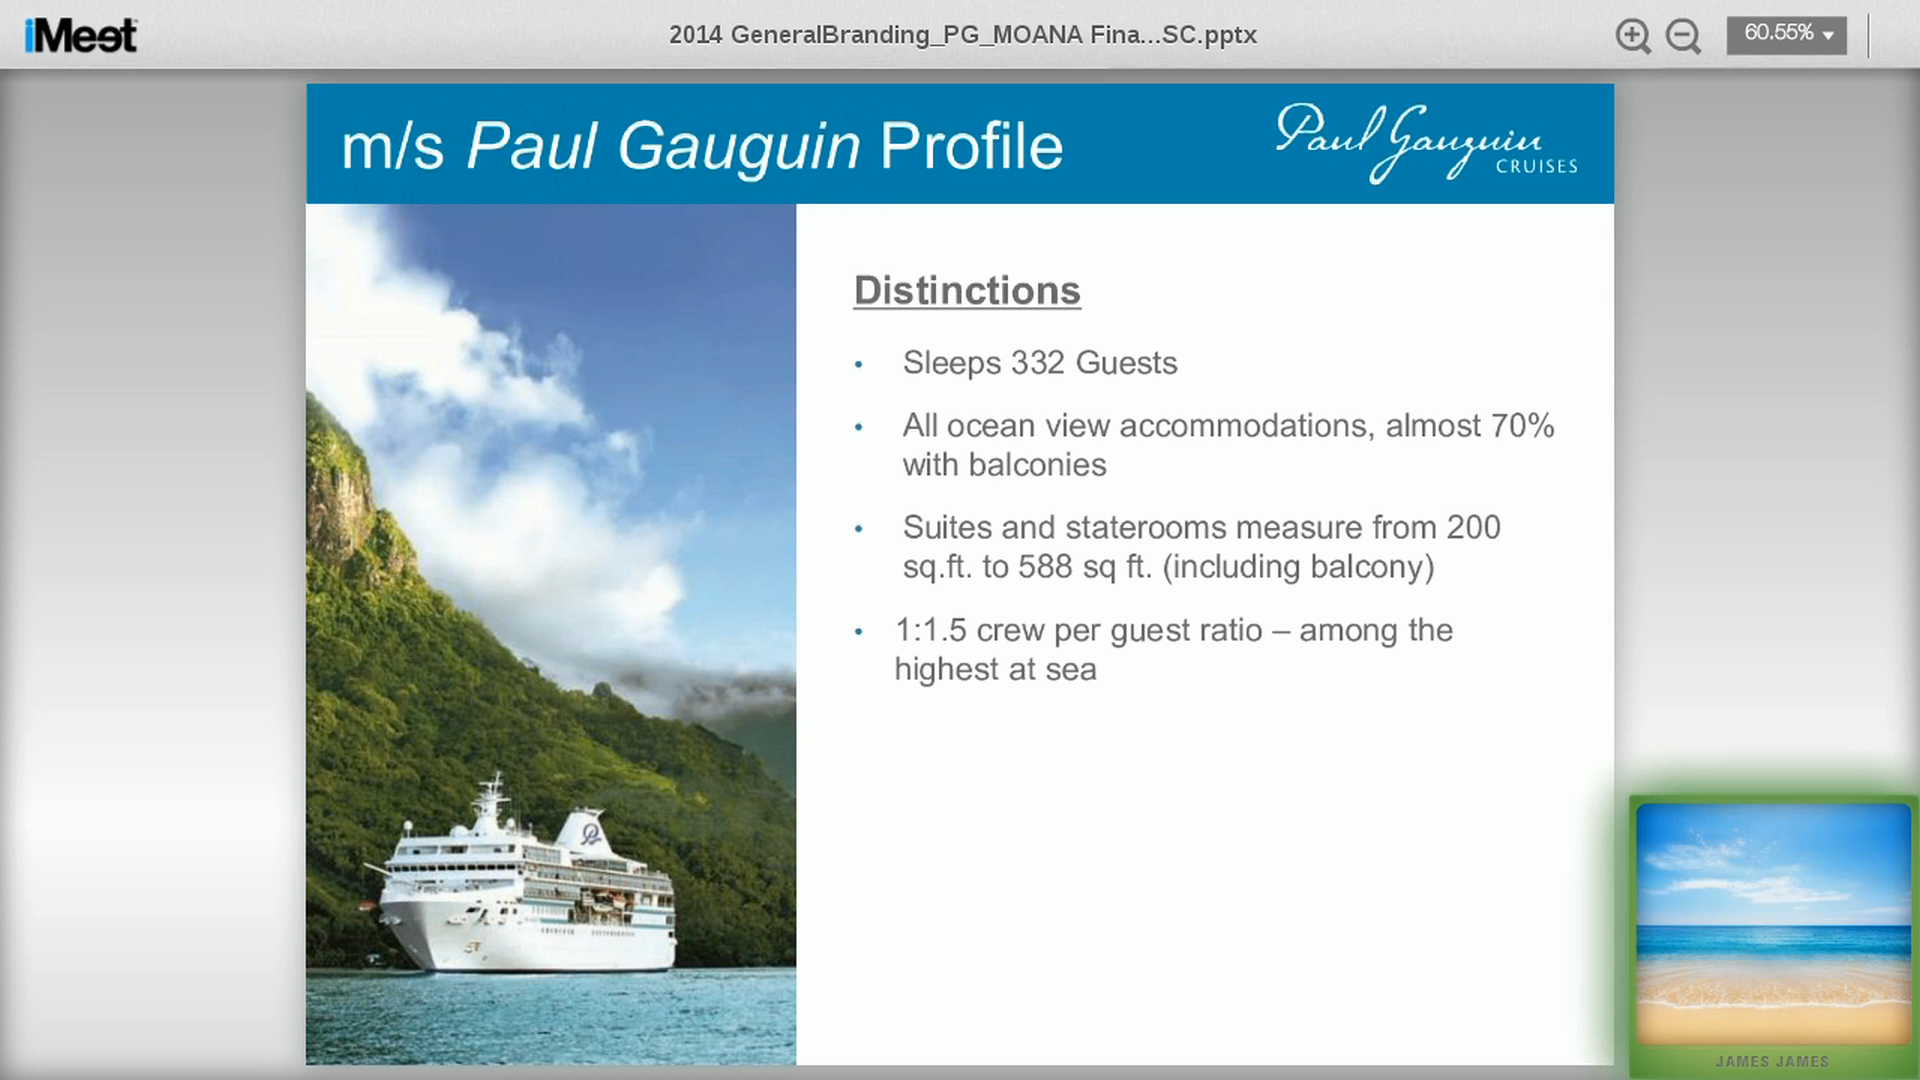 iMeet
2014 GeneralBranding_PG_MOANA Fina...SC.pptx
60.55%
m/s Paul Gauguin Profile
Paul Gauguin
CRUISES
Distinctions
• Sleeps 332 Guests
• All ocean view accommodations, almost 70%
with balconies
• Suites and staterooms measure from 200
sq.ft. to 588 sq ft. (including balcony)
• 1:1.5 crew per guest ratio – among the
highest at sea
JAMES JAMES